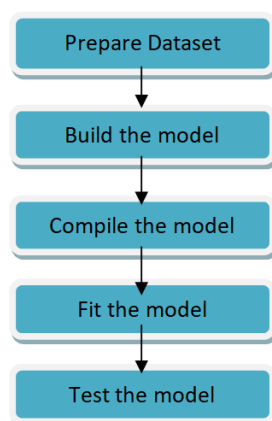 Prepare Dataset
Build the model
Compile the model
Fit the model
Test the model